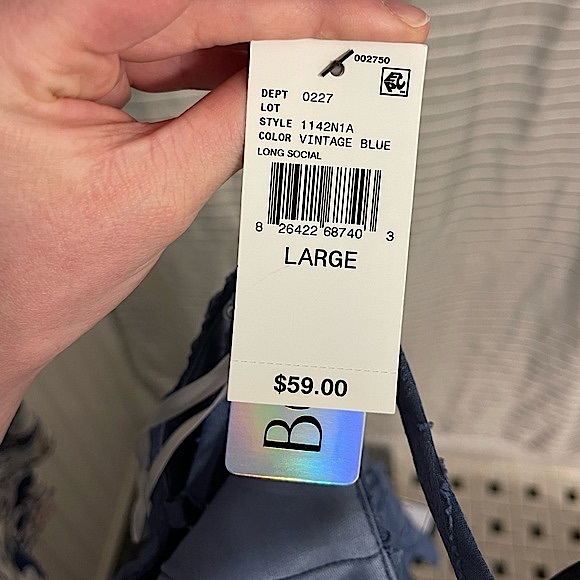 002750
DEPT 0227
LOT
STYLE 1142N1A
COLOR VINTAGE BLUE
LONG SOCIAL
8 26422 68740 3
LARGE
$59.00